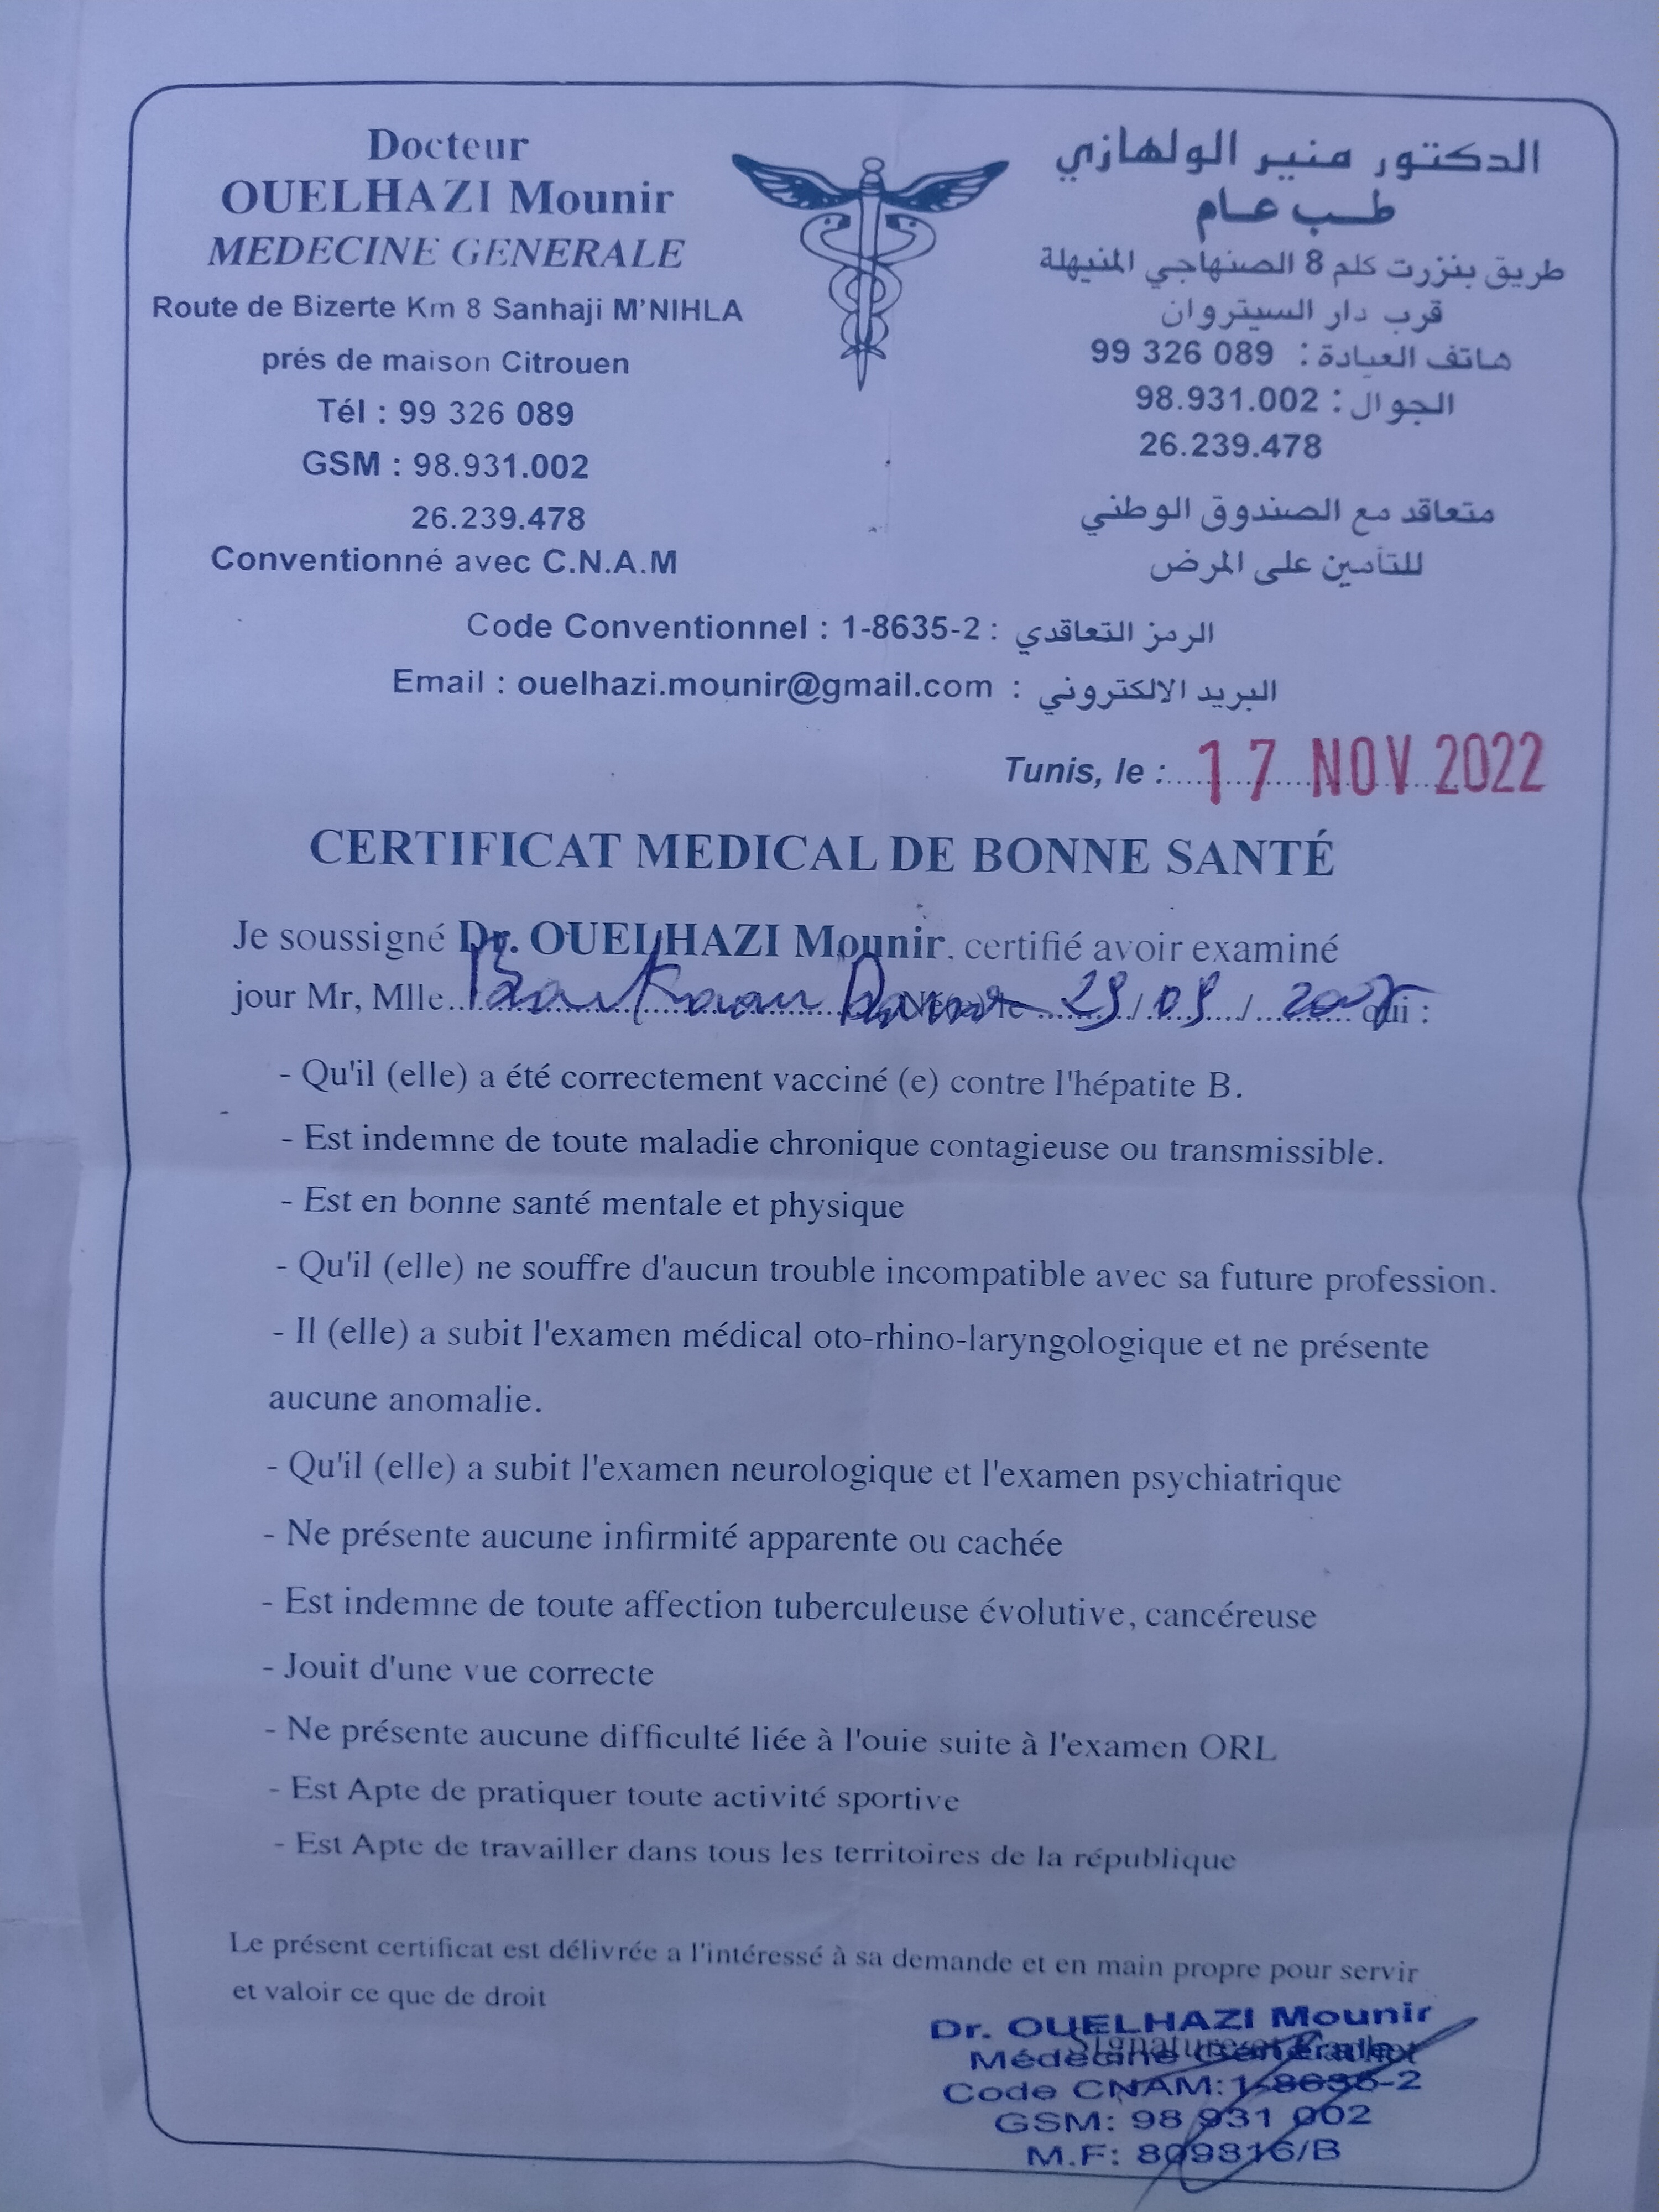 Docteur
OUELHAZI Mounir
MEDECINE GENERALE
Route de Bizerte Km 8 Sanhaji M'NIHLA
prés de maison Citrouen
Tél : 99 326 089
GSM : 98.931.002
26.239.478
Conventionné avec C.N.A.M
الدكتور منير الولهازي
طب عام
طريق بنزرت كلم 8 الصنهاجي المنيهلة
قرب دار السيتروان
هاتف العيادة : 99 326 089
الجوال : 98.931.002
26.239.478
متعاقد مع الصندوق الوطني
للتأمين على المرض
Code Conventionnel : 1-8635-2 : الرمز التعاقدي
Email : ouelhazi.mounir@gmail.com : البريد الالكتروني
Tunis, le : 17 NOV 2022
CERTIFICAT MEDICAL DE BONNE SANTÉ
Je soussigné Dr. OUELHAZI Mounir, certifié avoir examiné
jour Mr, Mlle Né(e) le / / qui :
- Qu'il (elle) a été correctement vacciné (e) contre l'hépatite B.
- Est indemne de toute maladie chronique contagieuse ou transmissible.
- Est en bonne santé mentale et physique
- Qu'il (elle) ne souffre d'aucun trouble incompatible avec sa future profession.
- Il (elle) a subit l'examen médical oto-rhino-laryngologique et ne présente
aucune anomalie.
- Qu'il (elle) a subit l'examen neurologique et l'examen psychiatrique
- Ne présente aucune infirmité apparente ou cachée
- Est indemne de toute affection tuberculeuse évolutive, cancéreuse
- Jouit d'une vue correcte
- Ne présente aucune difficulté liée à l'ouie suite à l'examen ORL
- Est Apte de pratiquer toute activité sportive
- Est Apte de travailler dans tous les territoires de la république
Le présent certificat est délivrée a l'intéressé à sa demande et en main propre pour servir
et valoir ce que de droit
Dr. OUELHAZI Mounir
Signature et Cachet
Médecine Générale
Code CNAM: 1-8635-2
GSM: 98 931 002
M.F: 809816/B